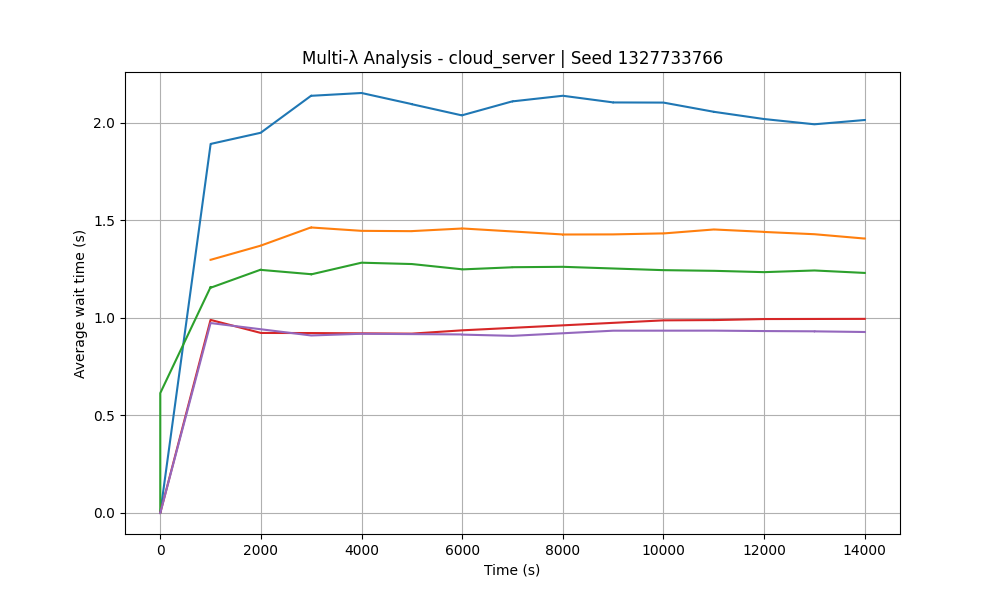 Multi-λ Analysis - cloud_server | Seed 1327733766
Average wait time (s)
2.0
1.5
1.0
0.5
0.0
0 2000 4000 6000 8000 10000 12000 14000
Time (s)